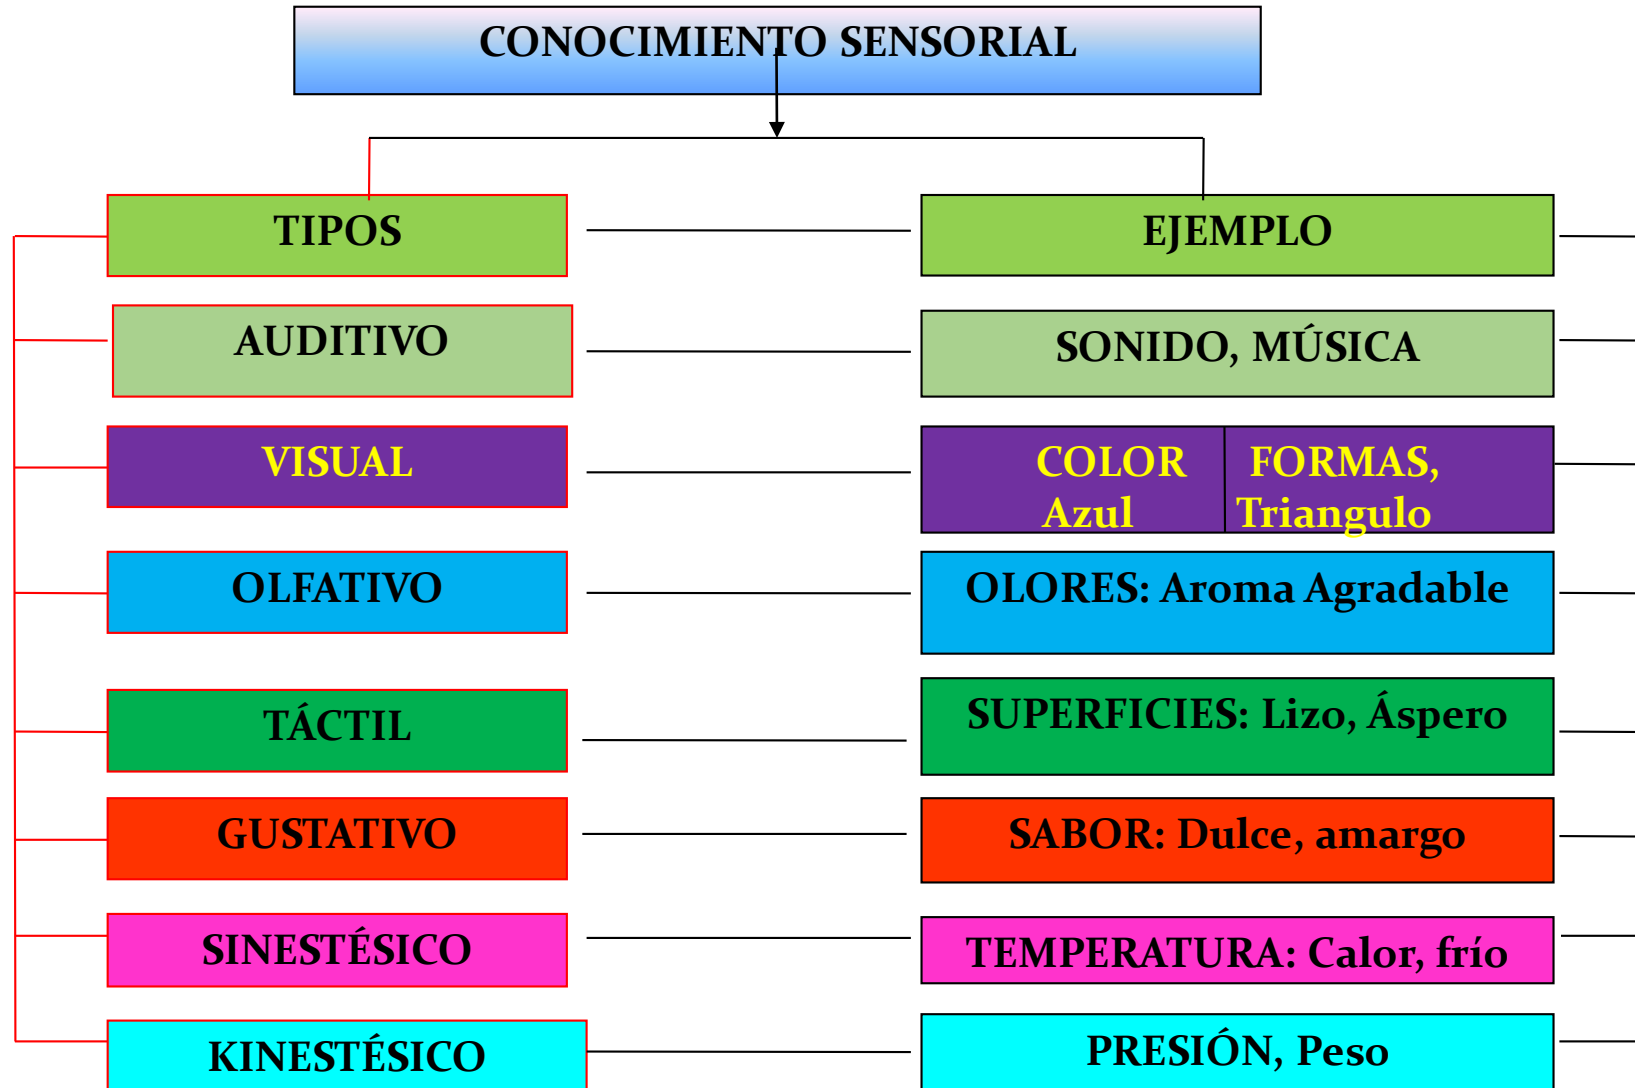 CONOCIMIENTO SENSORIAL
TIPOS
EJEMPLO
AUDITIVO
SONIDO, MÚSICA
VISUAL
COLOR
Azul
FORMAS,
Triangulo
OLFATIVO
OLORES: Aroma Agradable
TÁCTIL
SUPERFICIES: Lizo, Áspero
GUSTATIVO
SABOR: Dulce, amargo
SINESTÉSICO
TEMPERATURA: Calor, frío
KINESTÉSICO
PRESIÓN, Peso